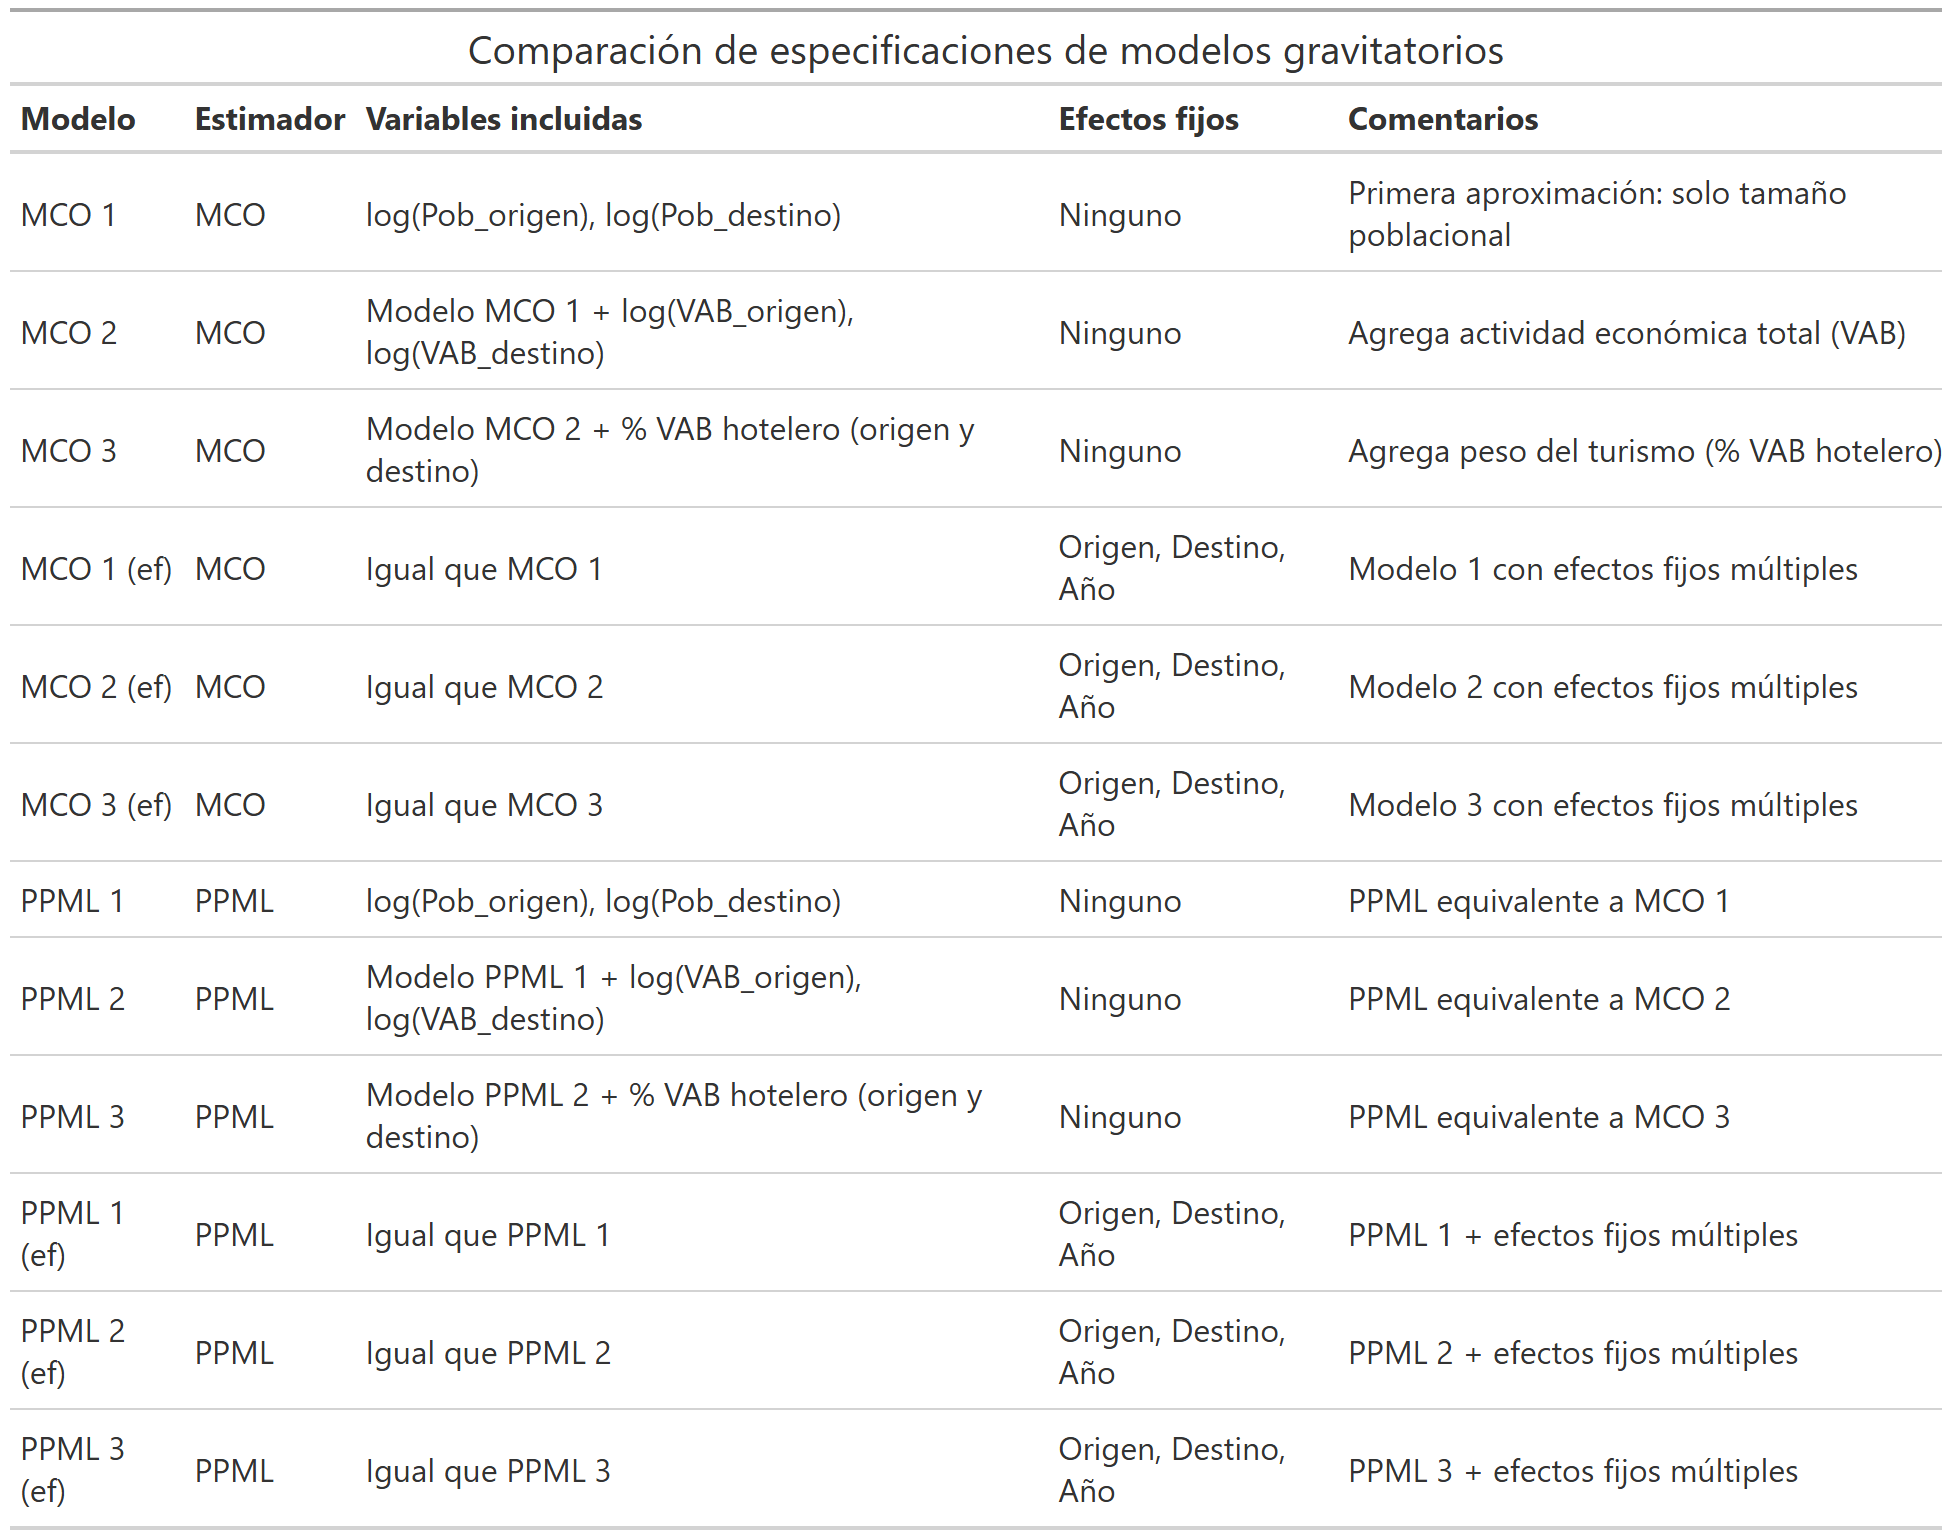 Comparación de especificaciones de modelos gravitatorios
Modelo Estimador Variables incluidas Efectos fijos Comentarios
MCO 1 MCO log(Pob_origen), log(Pob_destino) Ninguno Primera aproximación: solo tamaño
poblacional
MCO 2 MCO Modelo MCO 1 + log(VAB_origen),
log(VAB_destino) Ninguno Agrega actividad económica total (VAB)
MCO 3 MCO Modelo MCO 2 + % VAB hotelero (origen y
destino) Ninguno Agrega peso del turismo (% VAB hotelero)
MCO 1 (ef) MCO Igual que MCO 1 Origen, Destino,
Año Modelo 1 con efectos fijos múltiples
MCO 2 (ef) MCO Igual que MCO 2 Origen, Destino,
Año Modelo 2 con efectos fijos múltiples
MCO 3 (ef) MCO Igual que MCO 3 Origen, Destino,
Año Modelo 3 con efectos fijos múltiples
PPML 1 PPML log(Pob_origen), log(Pob_destino) Ninguno PPML equivalente a MCO 1
PPML 2 PPML Modelo PPML 1 + log(VAB_origen),
log(VAB_destino) Ninguno PPML equivalente a MCO 2
PPML 3 PPML Modelo PPML 2 + % VAB hotelero (origen y
destino) Ninguno PPML equivalente a MCO 3
PPML 1
(ef) PPML Igual que PPML 1 Origen, Destino,
Año PPML 1 + efectos fijos múltiples
PPML 2
(ef) PPML Igual que PPML 2 Origen, Destino,
Año PPML 2 + efectos fijos múltiples
PPML 3
(ef) PPML Igual que PPML 3 Origen, Destino,
Año PPML 3 + efectos fijos múltiples